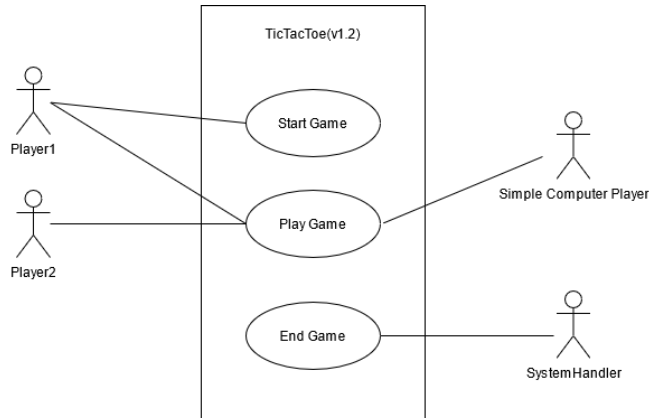 TicTacToe(v1.2)
Start Game
Player1
Play Game
Simple Computer Player
Player2
End Game
SystemHandler